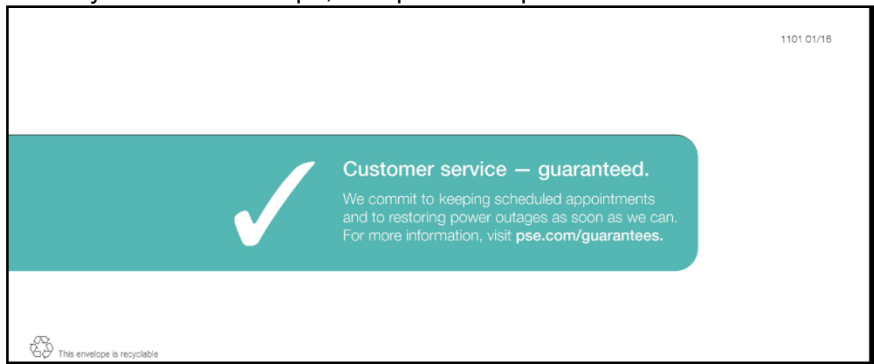 1101 01/16
Customer service — guaranteed.
We commit to keeping scheduled appointments
and to restoring power outages as soon as we can.
For more information, visit pse.com/guarantees.
This envelope is recyclable